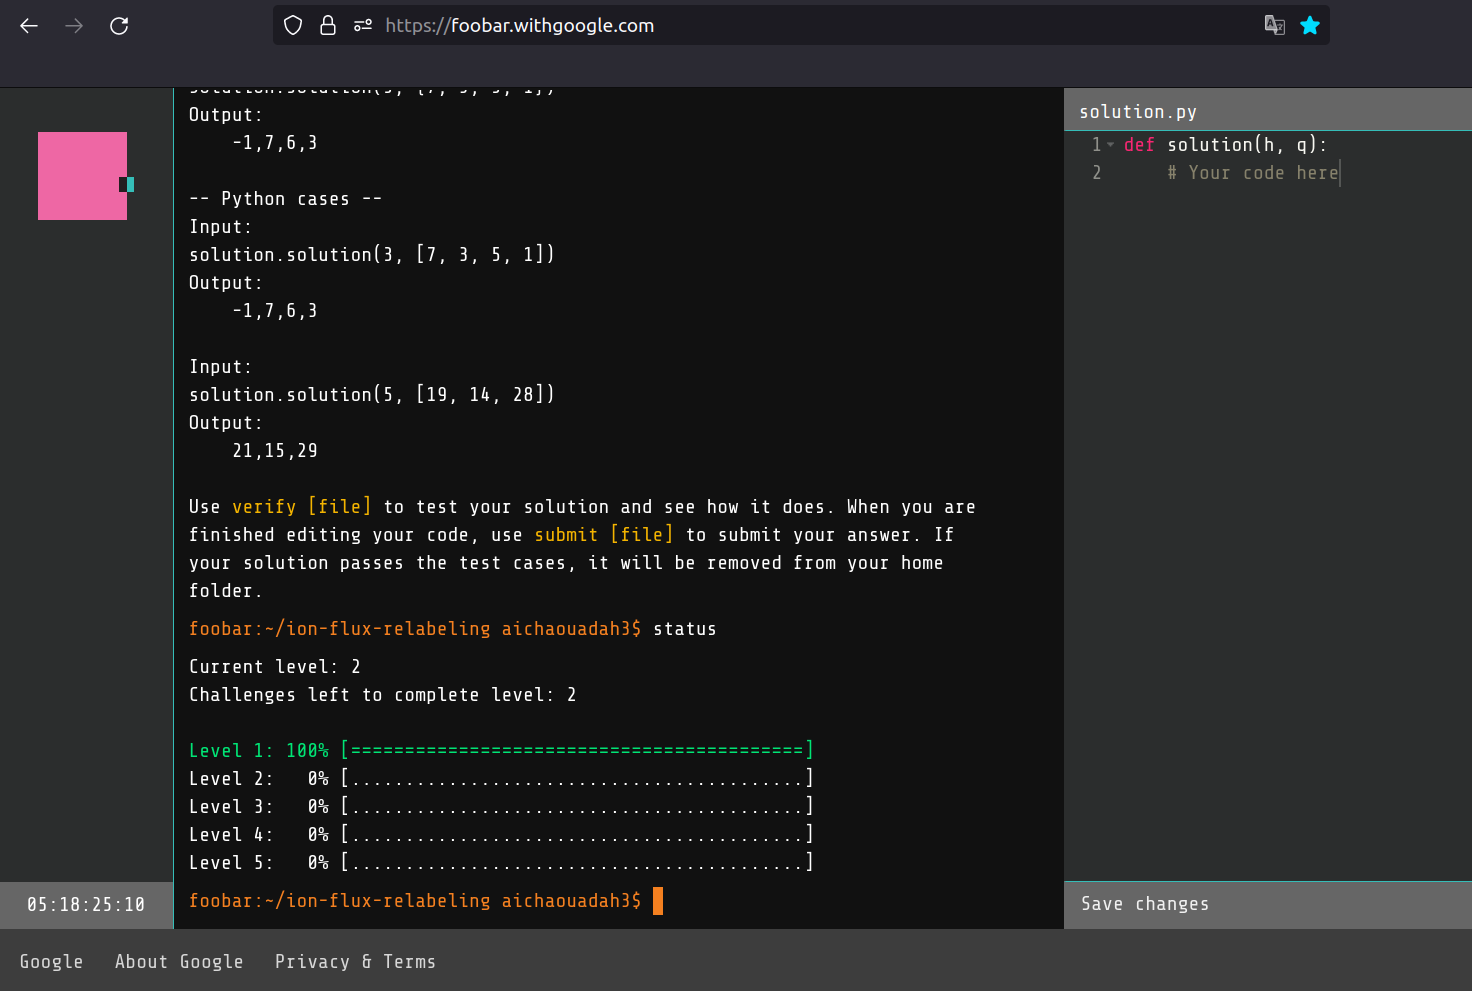 https://foobar.withgoogle.com
Output:
    -1,7,6,3

-- Python cases --
Input:
solution.solution(3, [7, 3, 5, 1])
Output:
    -1,7,6,3

Input:
solution.solution(5, [19, 14, 28])
Output:
    21,15,29

Use verify [file] to test your solution and see how it does. When you are
finished editing your code, use submit [file] to submit your answer. If
your solution passes the test cases, it will be removed from your home
folder.
foobar:~/ion-flux-relabeling aichaouadah3$ status
Current level: 2
Challenges left to complete level: 2

Level 1: 100% [==========================================]
Level 2:   0% [..........................................]
Level 3:   0% [..........................................]
Level 4:   0% [..........................................]
Level 5:   0% [..........................................]
foobar:~/ion-flux-relabeling aichaouadah3$
05:18:25:10
solution.py
1 def solution(h, q):
2     # Your code here
Save changes
Google About Google Privacy & Terms